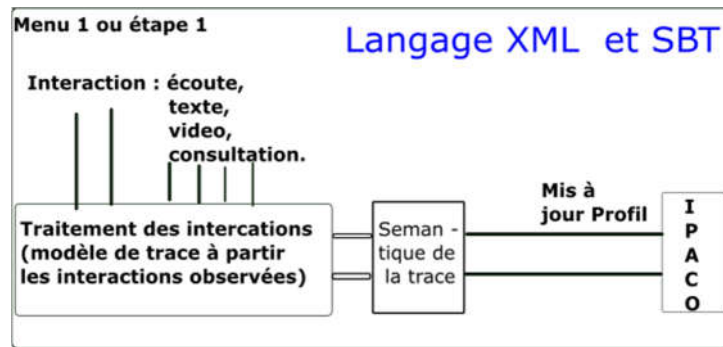 Menu 1 ou étape 1
Langage XML et SBT
Interaction : écoute,
texte,
video,
consultation.
Traitement des intercations
(modèle de trace à partir
les interactions observées)
Seman -
tique de
la trace
Mis à
jour Profil
I
P
A
C
O